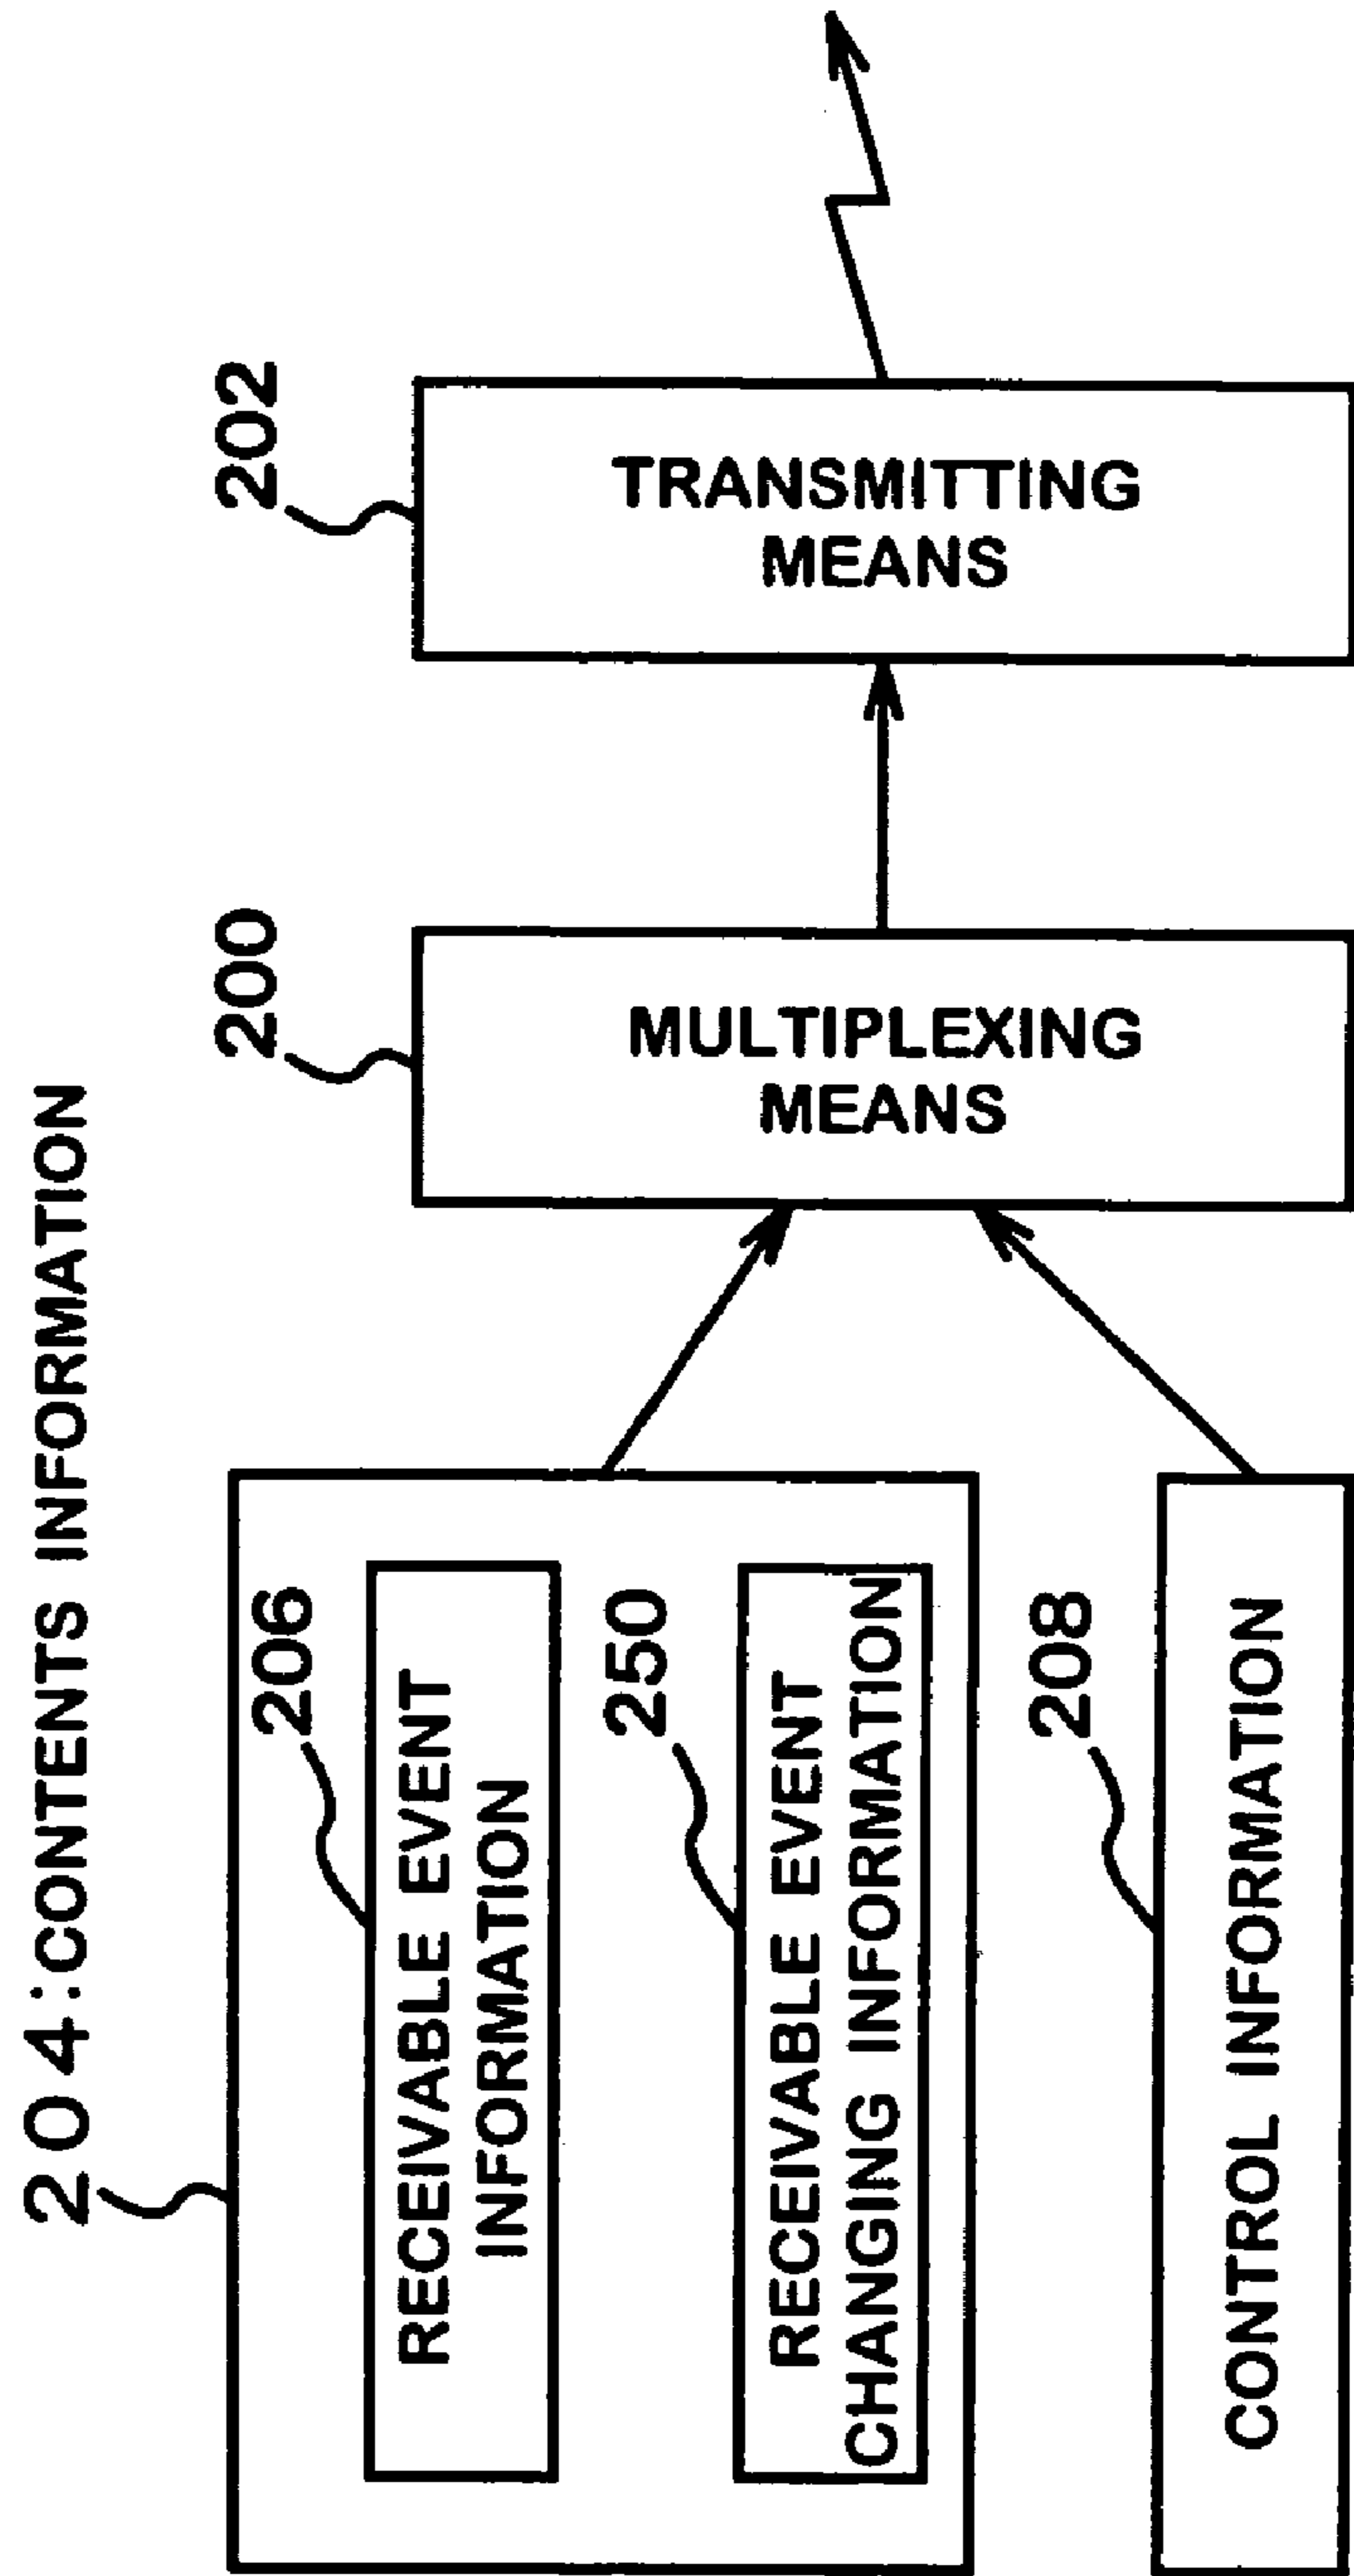 204:CONTENTS INFORMATION
206
RECEIVABLE EVENT
INFORMATION
250
RECEIVABLE EVENT
CHANGING INFORMATION
208
CONTROL INFORMATION
200
MULTIPLEXING
MEANS
202
TRANSMITTING
MEANS